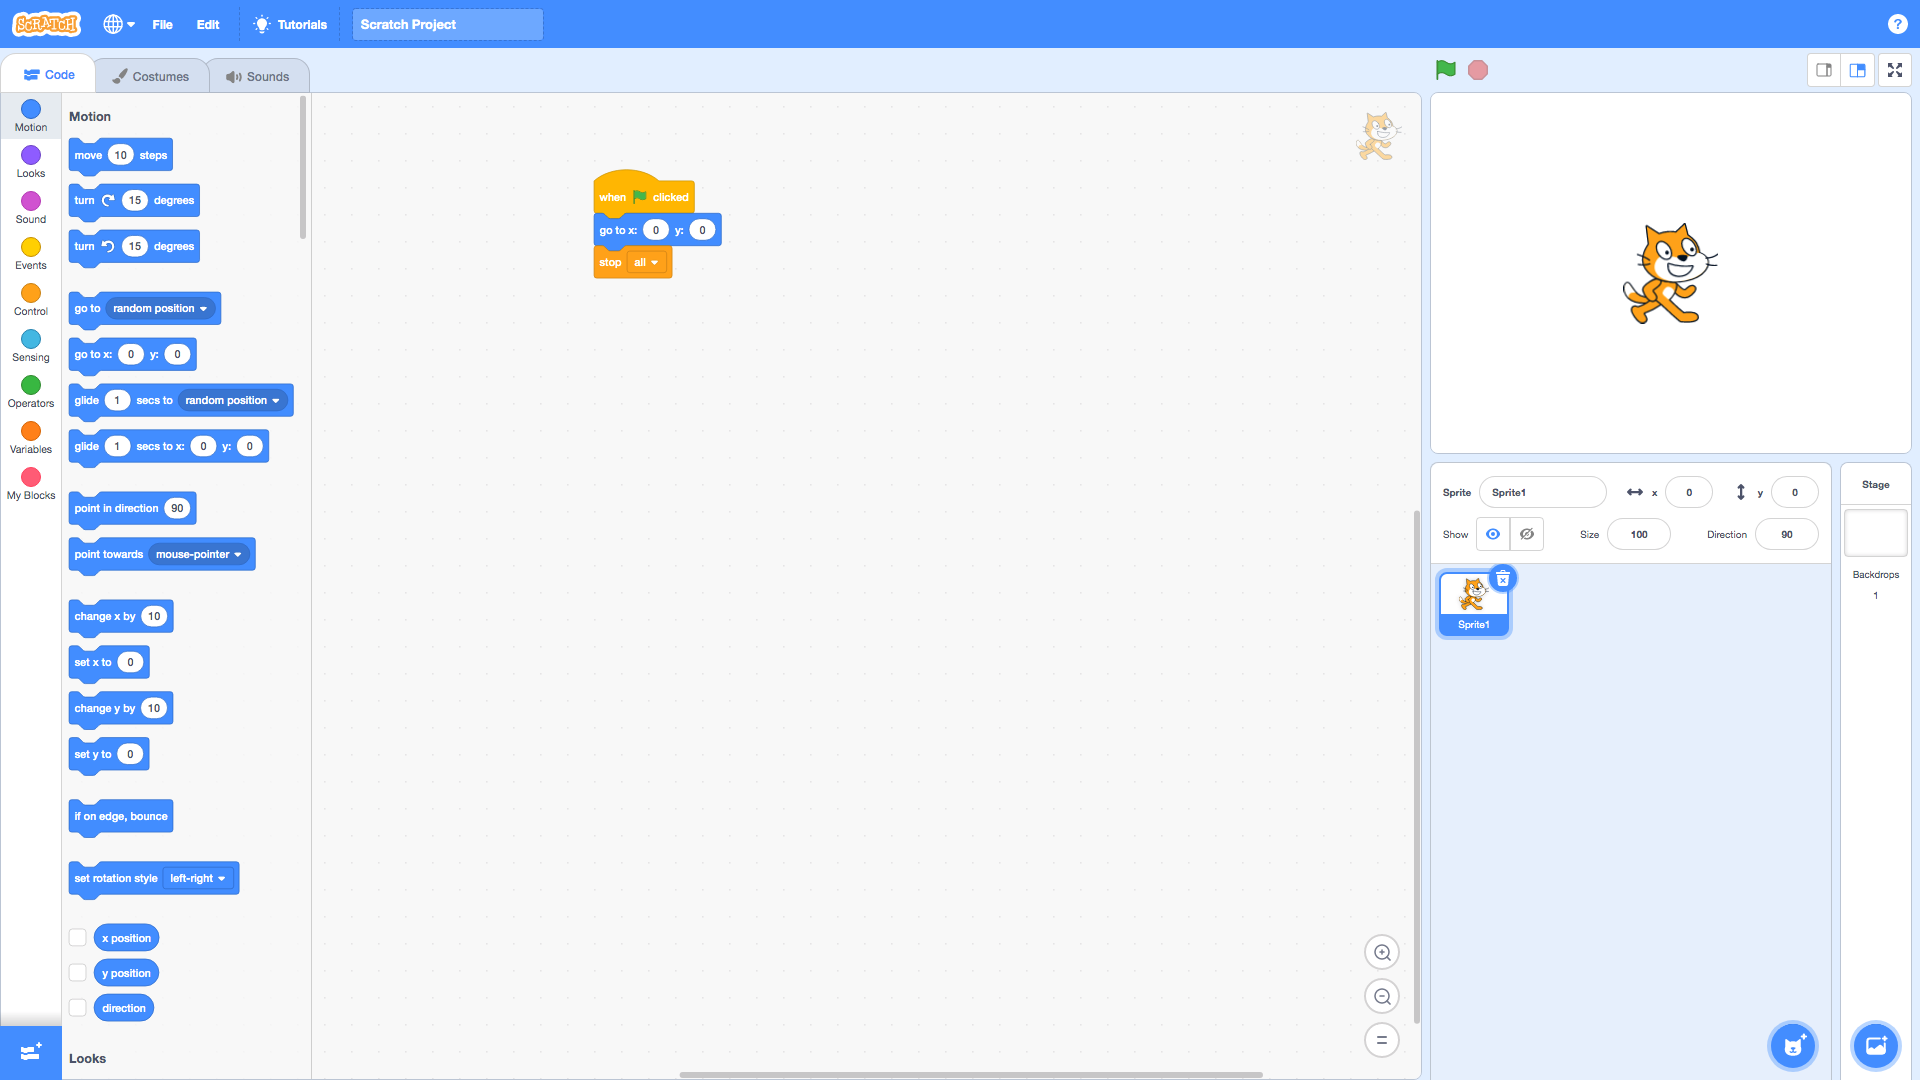 SCRATCH File Edit Tutorials Scratch Project ?
Code Costumes Sounds
Motion
Looks
Sound
Events
Control
Sensing
Operators
Variables
My Blocks
Motion
move 10 steps
turn 15 degrees
turn 15 degrees
go to random position
go to x: 0 y: 0
glide 1 secs to random position
glide 1 secs to x: 0 y: 0
point in direction 90
point towards mouse-pointer
change x by 10
set x to 0
change y by 10
set y to 0
if on edge, bounce
set rotation style left-right
x position
y position
direction
Looks
when clicked
go to x: 0 y: 0
stop all
Sprite Sprite1 x 0 y 0
Show Size 100 Direction 90
Sprite1
Stage
Backdrops
1